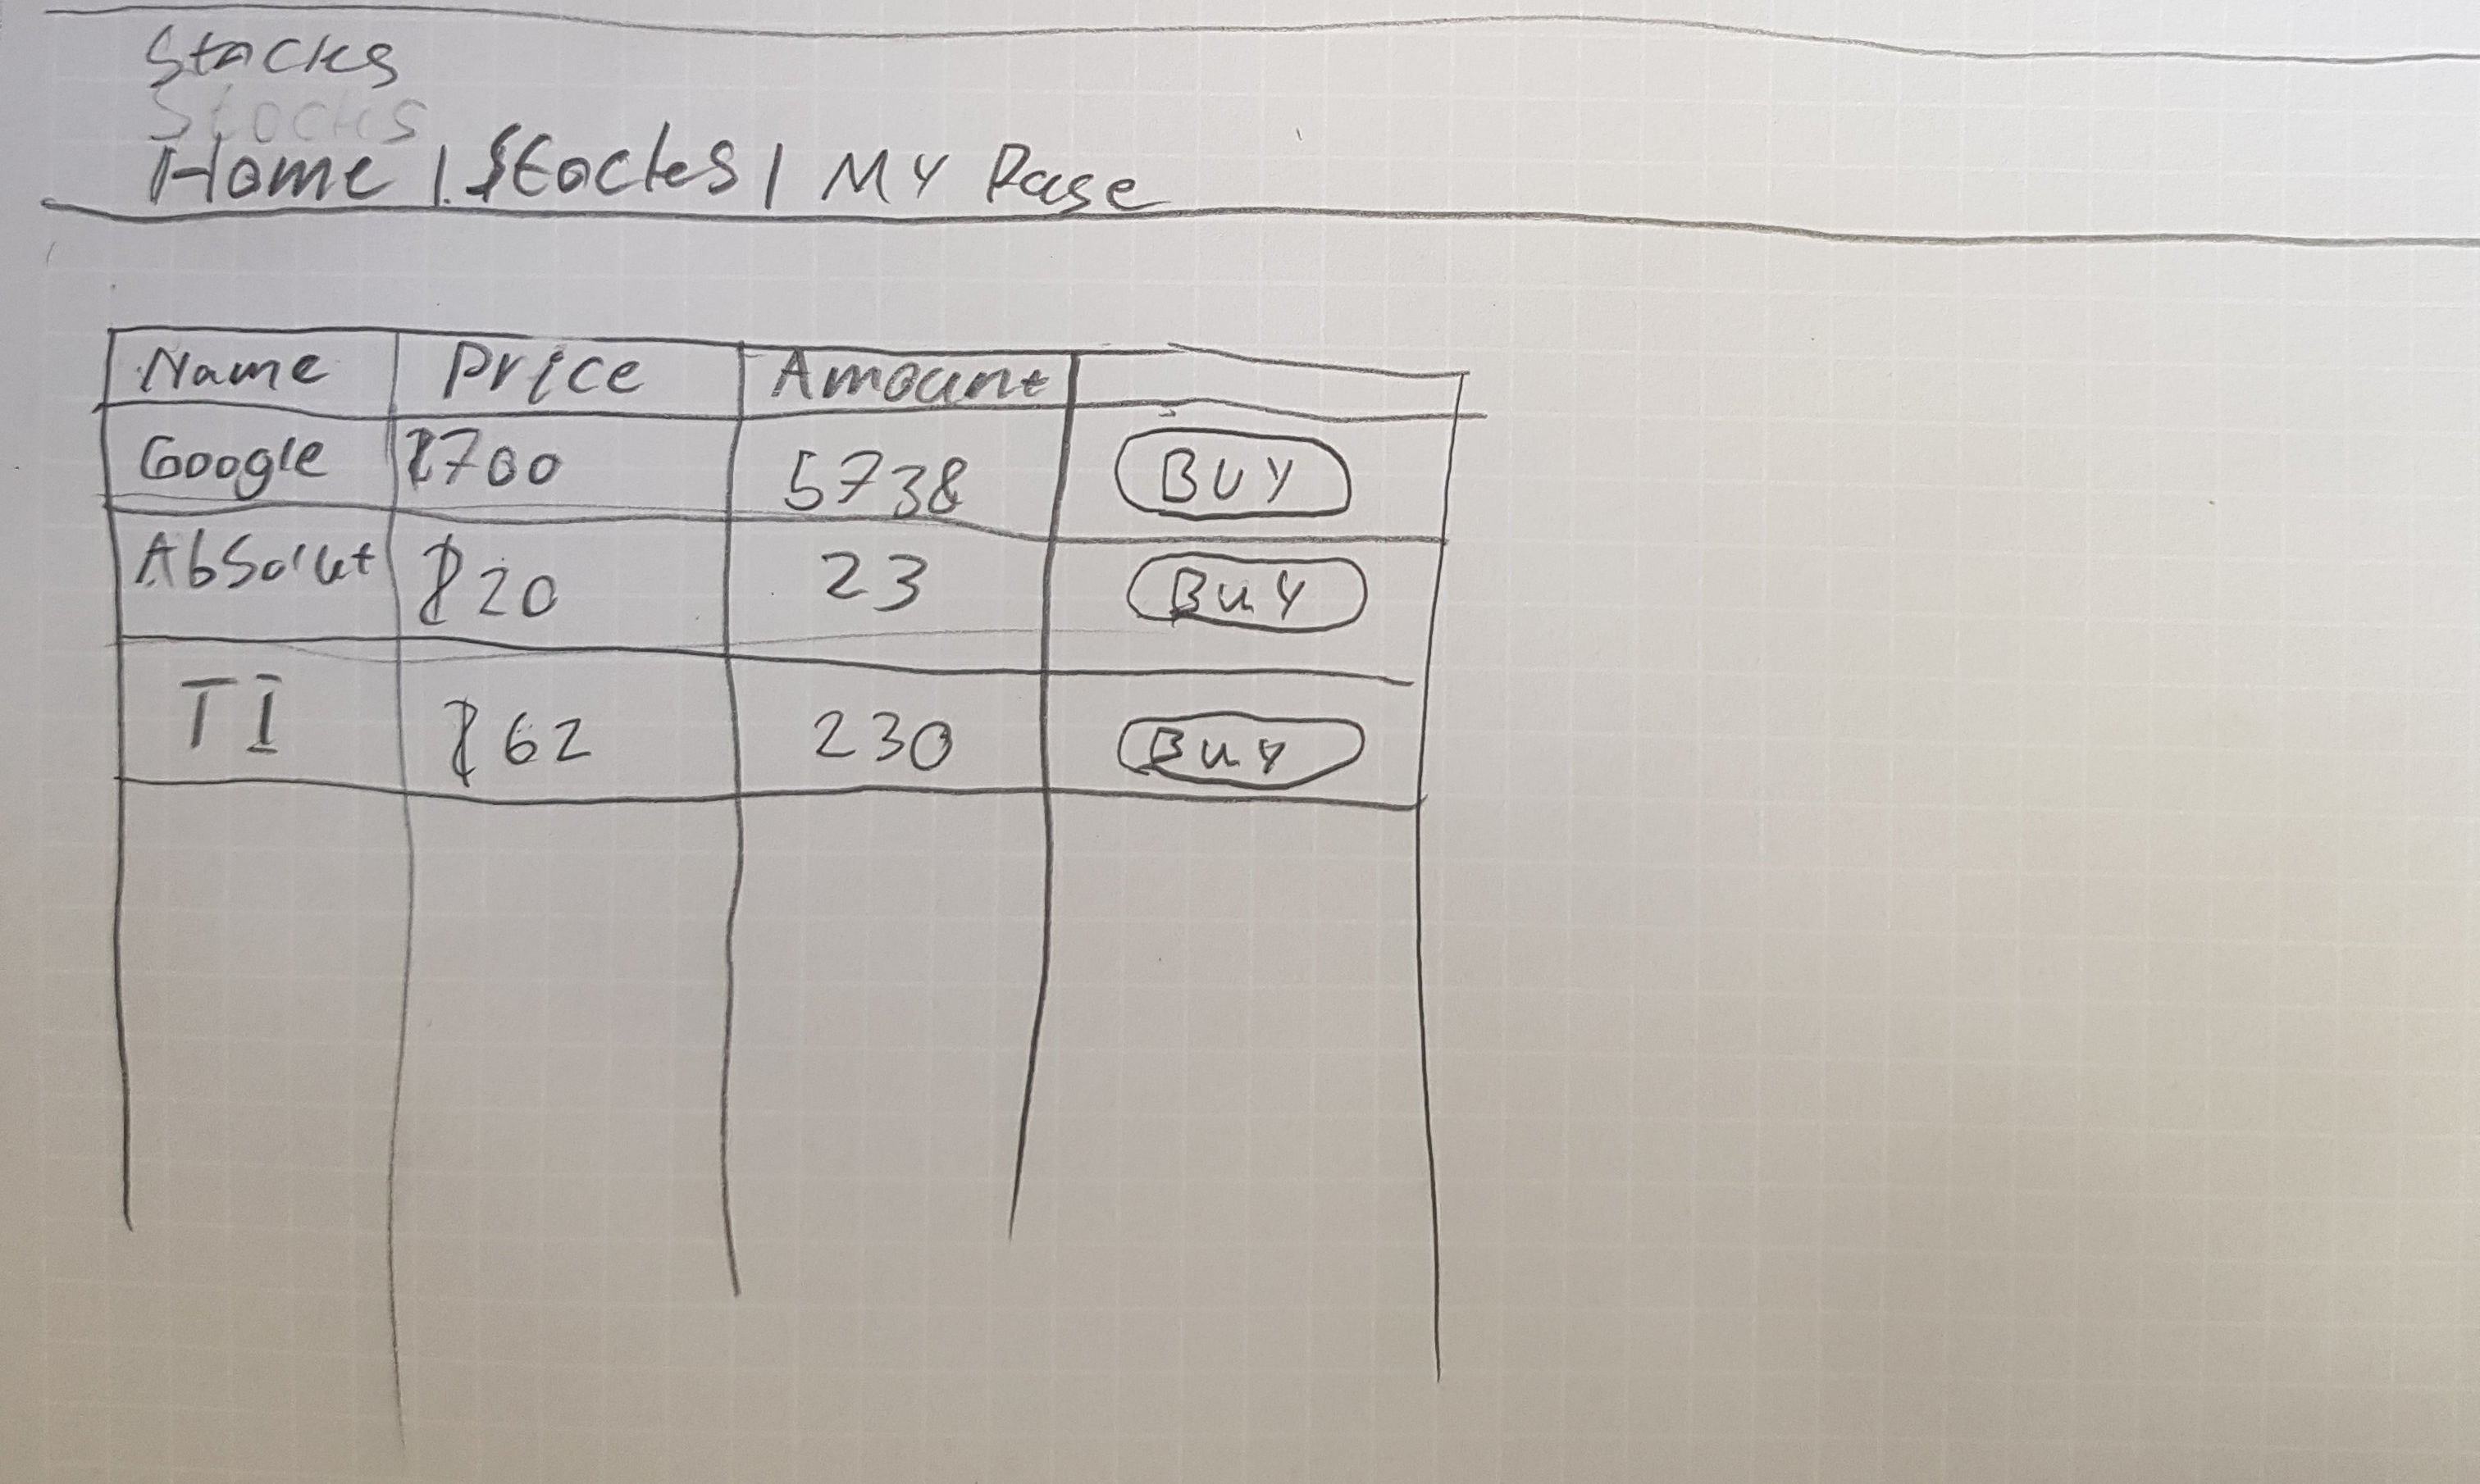 Stocks
Stocks
Home | Stocks | My Page
Name Price Amount
Google $700 5738 BUY
Absolut $20 23 BUY
TI $62 230 BUY